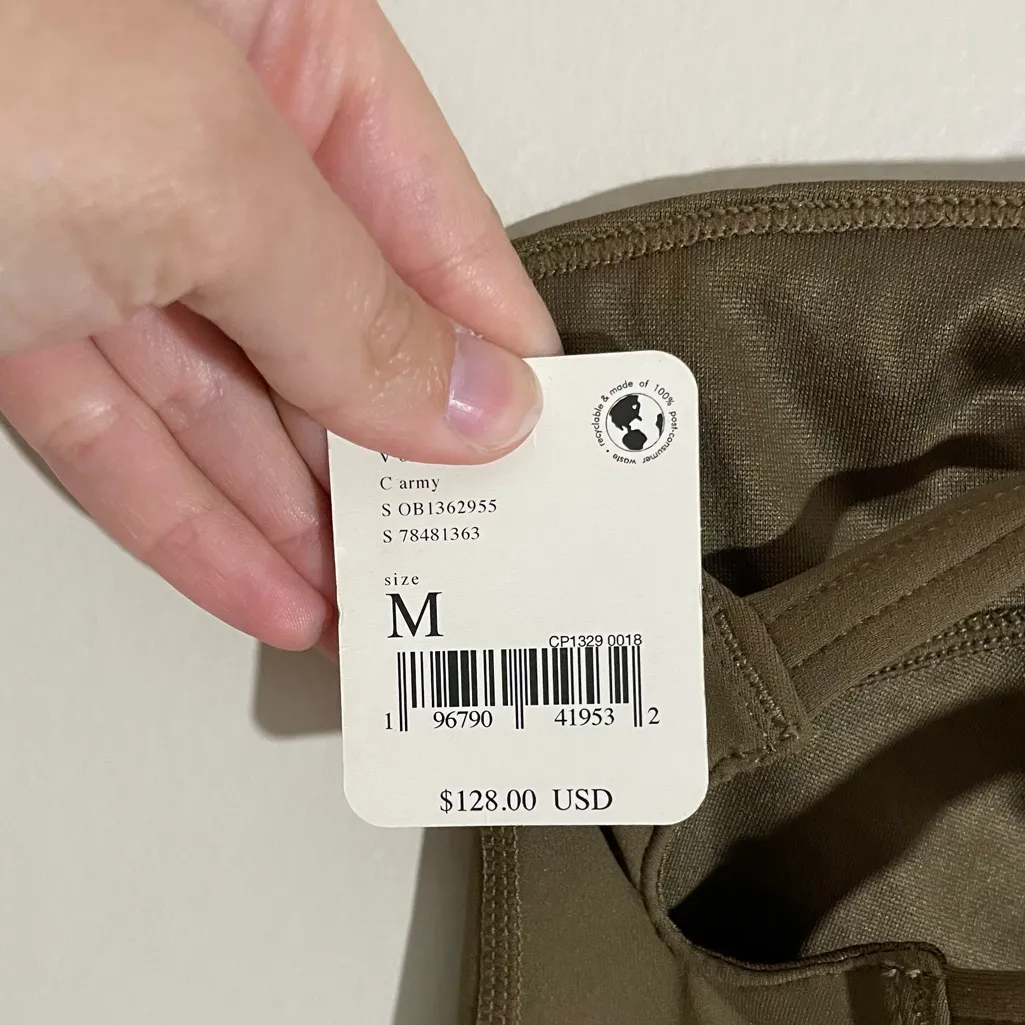 recyclable & made of 100% post-consumer waste •
C army
S OB1362955
S 78481363
size
M
CP1329 0018
1 96790 41953 2
$128.00 USD